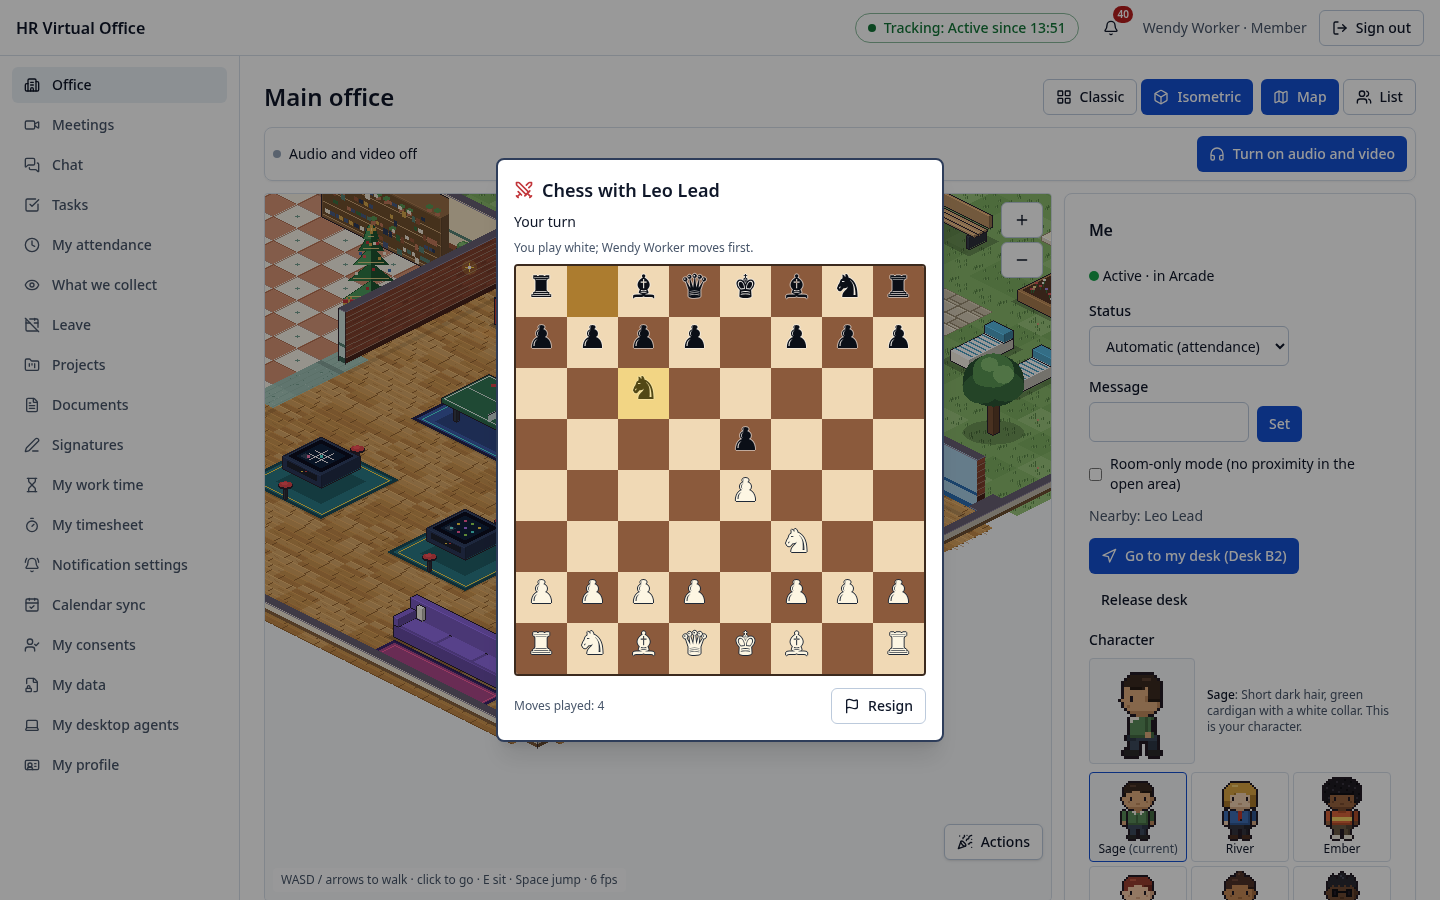 HR Virtual Office
Tracking: Active since 13:51
40
Wendy Worker · Member
Sign out
Office
Meetings
Chat
Tasks
My attendance
What we collect
Leave
Projects
Documents
Signatures
My work time
My timesheet
Notification settings
Calendar sync
My consents
My data
My desktop agents
My profile
Main office
Classic
Isometric
Map
List
Audio and video off
Turn on audio and video
Chess with Leo Lead
Your turn
You play white; Wendy Worker moves first.
Moves played: 4
Resign
+
−
Actions
WASD / arrows to walk · click to go · E sit · Space jump · 6 fps
Me
Active · in Arcade
Status
Automatic (attendance)
Message
Set
Room-only mode (no proximity in the
open area)
Nearby: Leo Lead
Go to my desk (Desk B2)
Release desk
Character
Sage: Short dark hair, green
cardigan with a white collar. This
is your character.
Sage (current)
River
Ember